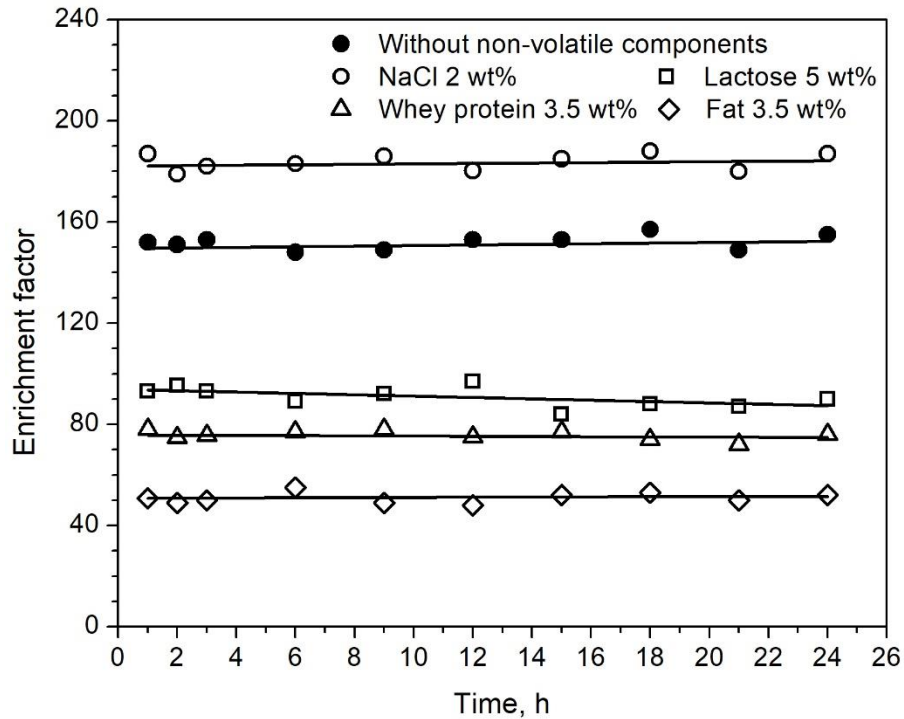 240
200
160
120
80
40
0
Enrichment factor
Without non-volatile components
NaCl 2 wt%
Lactose 5 wt%
Whey protein 3.5 wt%
Fat 3.5 wt%
0 2 4 6 8 10 12 14 16 18 20 22 24 26
Time, h